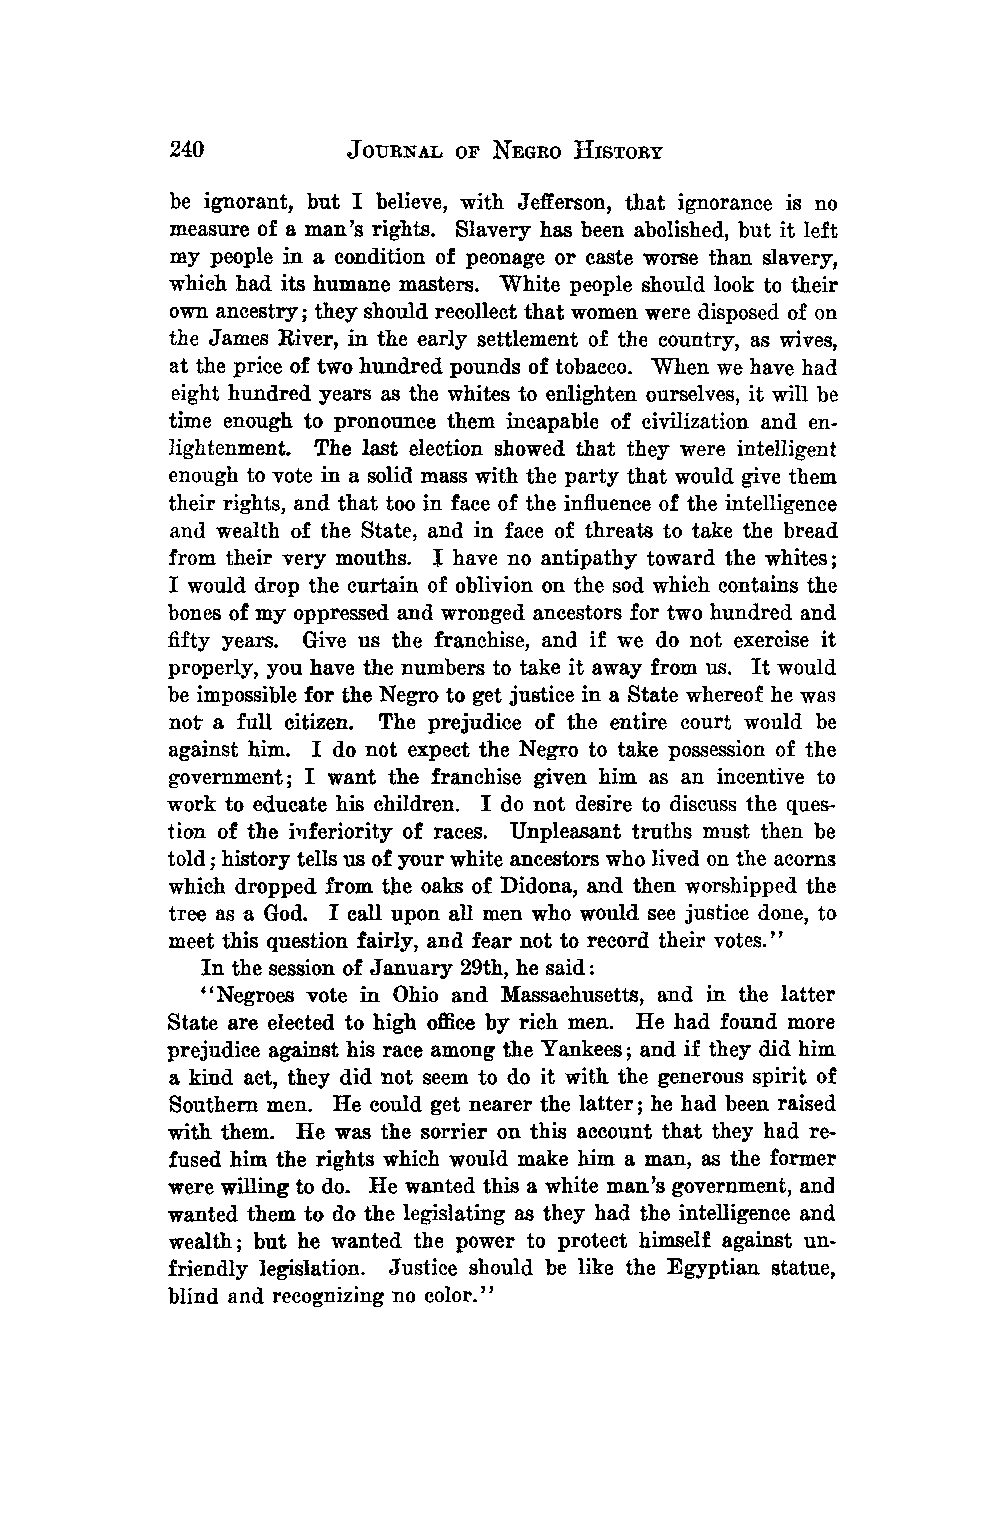 240 JOURNAL OF NEGRO HISTORY
be ignorant, but I believe, with Jefferson, that ignorance is no
measure of a man's rights. Slavery has been abolished, but it left
my people in a condition of peonage or caste worse than slavery,
which had its humane masters. White people should look to their
own ancestry; they should recollect that women were disposed of on
the James River, in the early settlement of the country, as wives,
at the price of two hundred pounds of tobacco. When we have had
eight hundred years as the whites to enlighten ourselves, it will be
time enough to pronounce them incapable of civilization and en-
lightenment. The last election showed that they were intelligent
enough to vote in a solid mass with the party that would give them
their rights, and that too in face of the influence of the intelligence
and wealth of the State, and in face of threats to take the bread
from their very mouths. I have no antipathy toward the whites;
I would drop the curtain of oblivion on the sod which contains the
bones of my oppressed and wronged ancestors for two hundred and
fifty years. Give us the franchise, and if we do not exercise it
properly, you have the numbers to take it away from us. It would
be impossible for the Negro to get justice in a State whereof he was
not a full citizen. The prejudice of the entire court would be
against him. I do not expect the Negro to take possession of the
government; I want the franchise given him as an incentive to
work to educate his children. I do not desire to discuss the ques-
tion of the inferiority of races. Unpleasant truths must then be
told; history tells us of your white ancestors who lived on the acorns
which dropped from the oaks of Didona, and then worshipped the
tree as a God. I call upon all men who would see justice done, to
meet this question fairly, and fear not to record their votes."
In the session of January 29th, he said:
"Negroes vote in Ohio and Massachusetts, and in the latter
State are elected to high office by rich men. He had found more
prejudice against his race among the Yankees; and if they did him
a kind act, they did not seem to do it with the generous spirit of
Southern men. He could get nearer the latter; he had been raised
with them. He was the sorrier on this account that they had re-
fused him the rights which would make him a man, as the former
were willing to do. He wanted this a white man's government, and
wanted them to do the legislating as they had the intelligence and
wealth; but he wanted the power to protect himself against un-
friendly legislation. Justice should be like the Egyptian statue,
blind and recognizing no color."